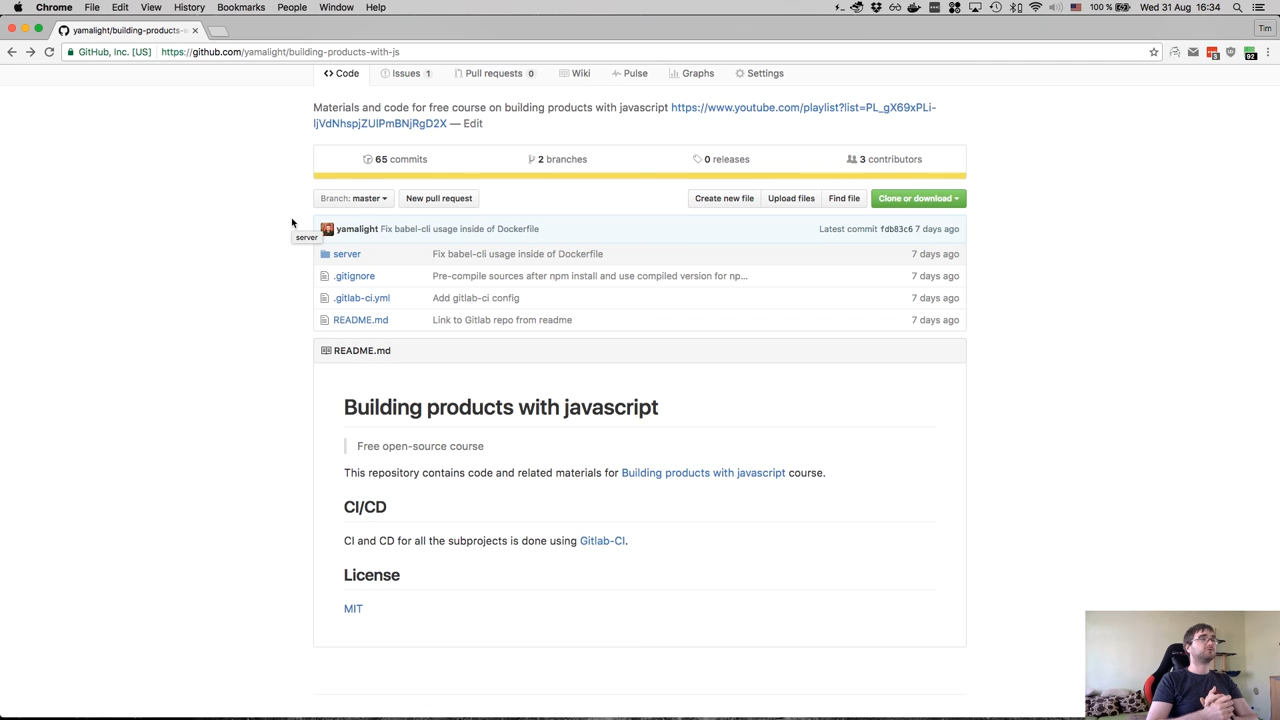 Chrome File Edit View History Bookmarks People Window Help 100 % Wed 31 Aug 16:34
yamalight/building-products- Tim
GitHub, Inc. [US] https://github.com/yamalight/building-products-with-js 3 92
Code Issues 1 Pull requests 0 Wiki Pulse Graphs Settings
Materials and code for free course on building products with javascript https://www.youtube.com/playlist?list=PL_gX69xPLi-
ljVdNhspjZUlPmBNjRgD2X — Edit
65 commits 2 branches 0 releases 3 contributors
Branch: master New pull request Create new file Upload files Find file Clone or download
yamalight Fix babel-cli usage inside of Dockerfile Latest commit fdb83c6 7 days ago
server
server Fix babel-cli usage inside of Dockerfile 7 days ago
.gitignore Pre-compile sources after npm install and use compiled version for np... 7 days ago
.gitlab-ci.yml Add gitlab-ci config 7 days ago
README.md Link to Gitlab repo from readme 7 days ago
README.md
Building products with javascript
Free open-source course
This repository contains code and related materials for Building products with javascript course.
CI/CD
CI and CD for all the subprojects is done using Gitlab-CI.
License
MIT